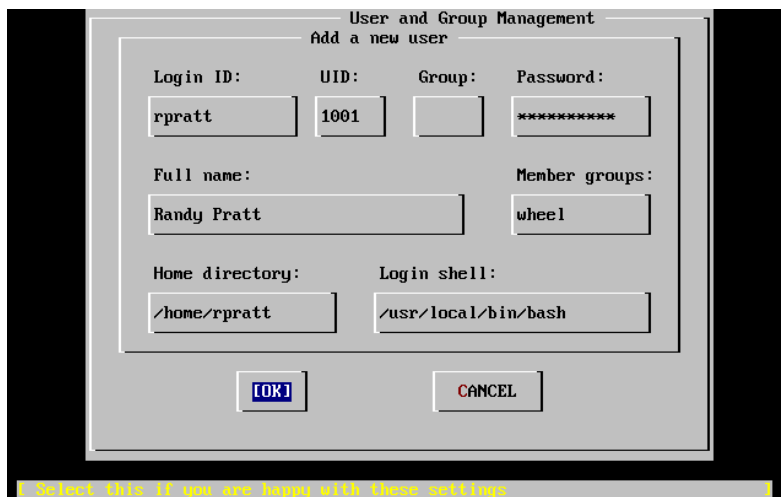 User and Group Management
Add a new user
Login ID: UID: Group: Password:
rpratt 1001 **********
Full name: Member groups:
Randy Pratt wheel
Home directory: Login shell:
/home/rpratt /usr/local/bin/bash
[OK] CANCEL
[ Select this if you are happy with these settings ]